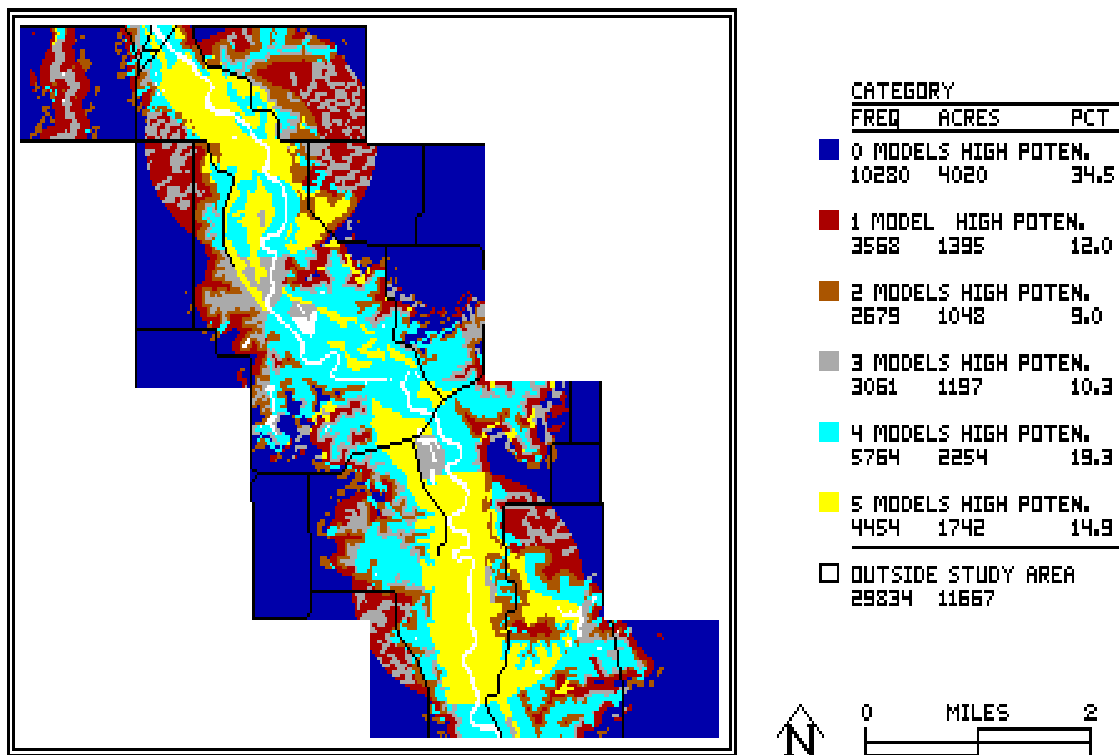 CATEGORY
FREQ ACRES PCT
0 MODELS HIGH POTEN.
10280 4020 34.5
1 MODEL HIGH POTEN.
3568 1395 12.0
2 MODELS HIGH POTEN.
2679 1048 9.0
3 MODELS HIGH POTEN.
3061 1197 10.3
4 MODELS HIGH POTEN.
5764 2254 19.3
5 MODELS HIGH POTEN.
4454 1742 14.9
OUTSIDE STUDY AREA
29834 11667
0 MILES 2
N